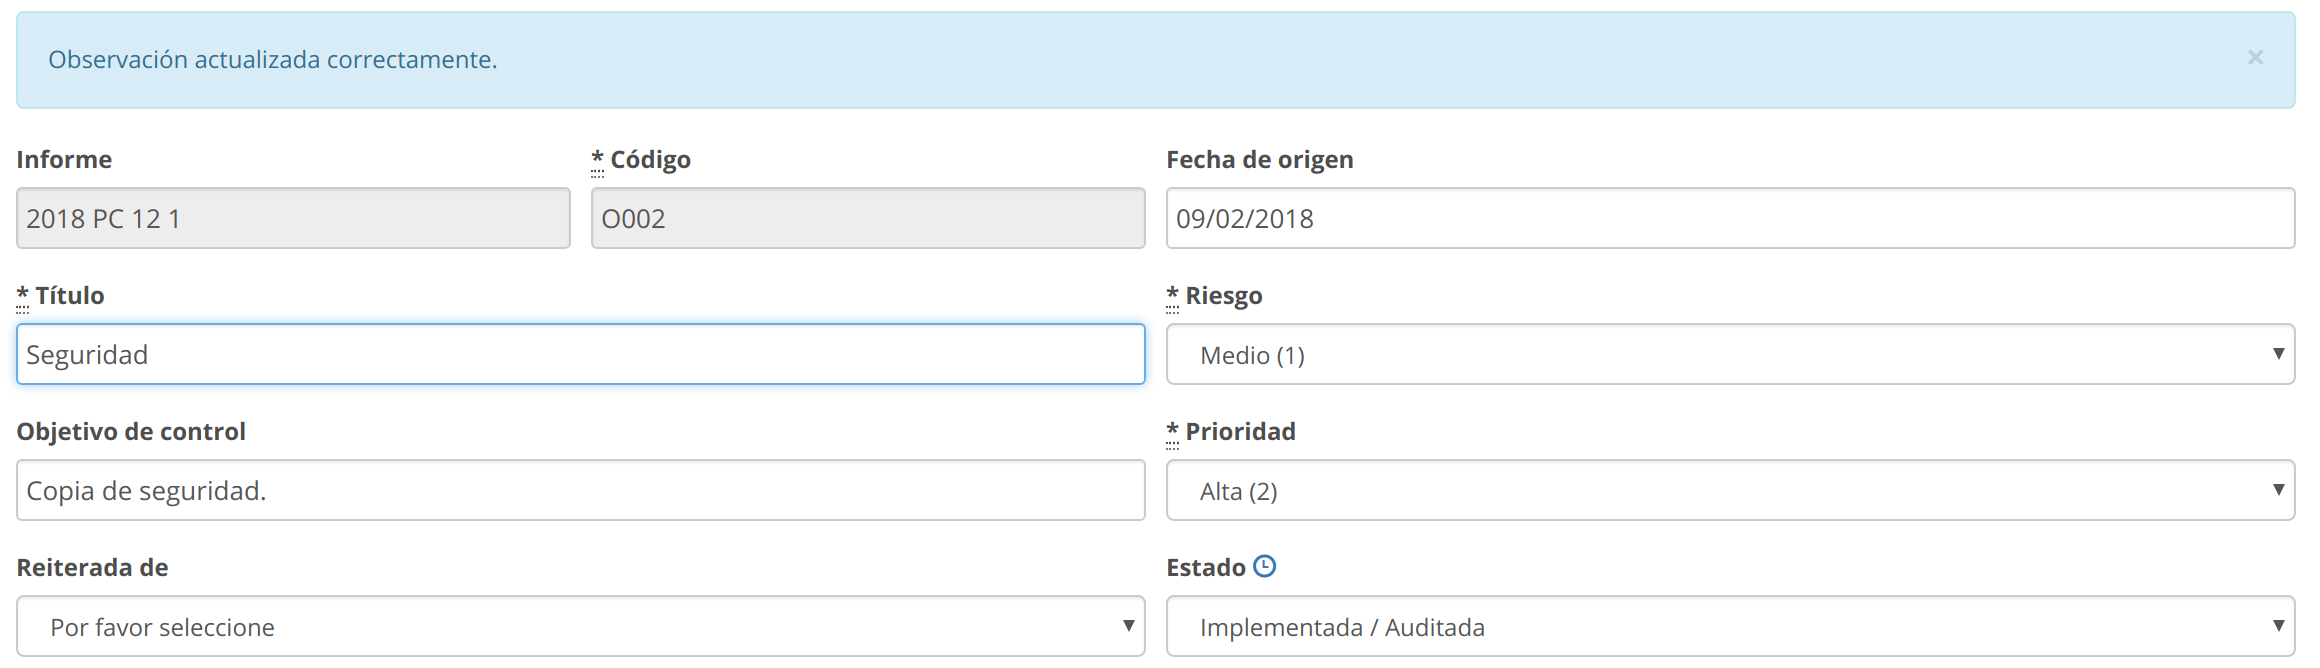 Observación actualizada correctamente. ×
Informe * Código Fecha de origen
2018 PC 12 1 O002 09/02/2018
* Título * Riesgo
Seguridad Medio (1)
Objetivo de control * Prioridad
Copia de seguridad. Alta (2)
Reiterada de Estado
Por favor seleccione Implementada / Auditada